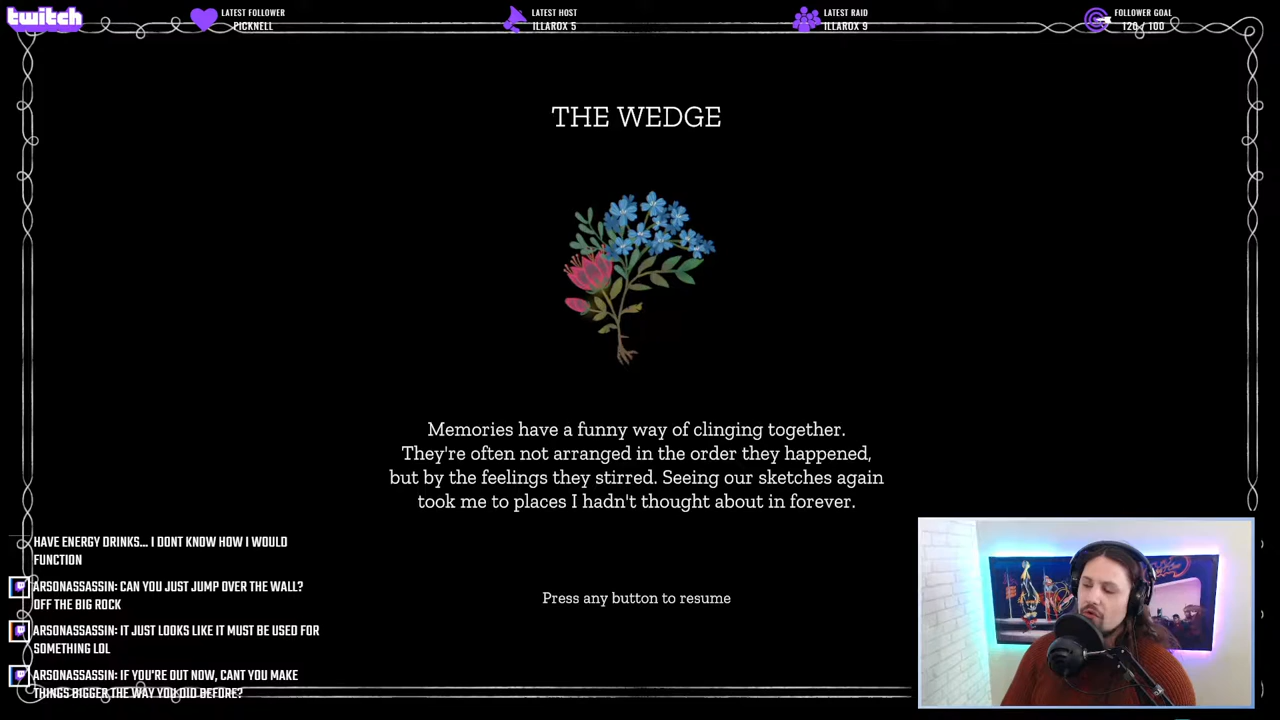 twitch
LATEST FOLLOWER
PICKNELL
LATEST HOST
ILLAROX 5
LATEST RAID
ILLAROX 9
FOLLOWER GOAL
120 / 100
THE WEDGE
Memories have a funny way of clinging together.
They're often not arranged in the order they happened,
but by the feelings they stirred. Seeing our sketches again
took me to places I hadn't thought about in forever.
Press any button to resume
HAVE ENERGY DRINKS... I DONT KNOW HOW I WOULD
FUNCTION
ARSONASSASSIN: CAN YOU JUST JUMP OVER THE WALL?
OFF THE BIG ROCK
ARSONASSASSIN: IT JUST LOOKS LIKE IT MUST BE USED FOR
SOMETHING LOL
ARSONASSASSIN: IF YOU'RE OUT NOW, CANT YOU MAKE
THINGS BIGGER THE WAY YOU DID BEFORE?